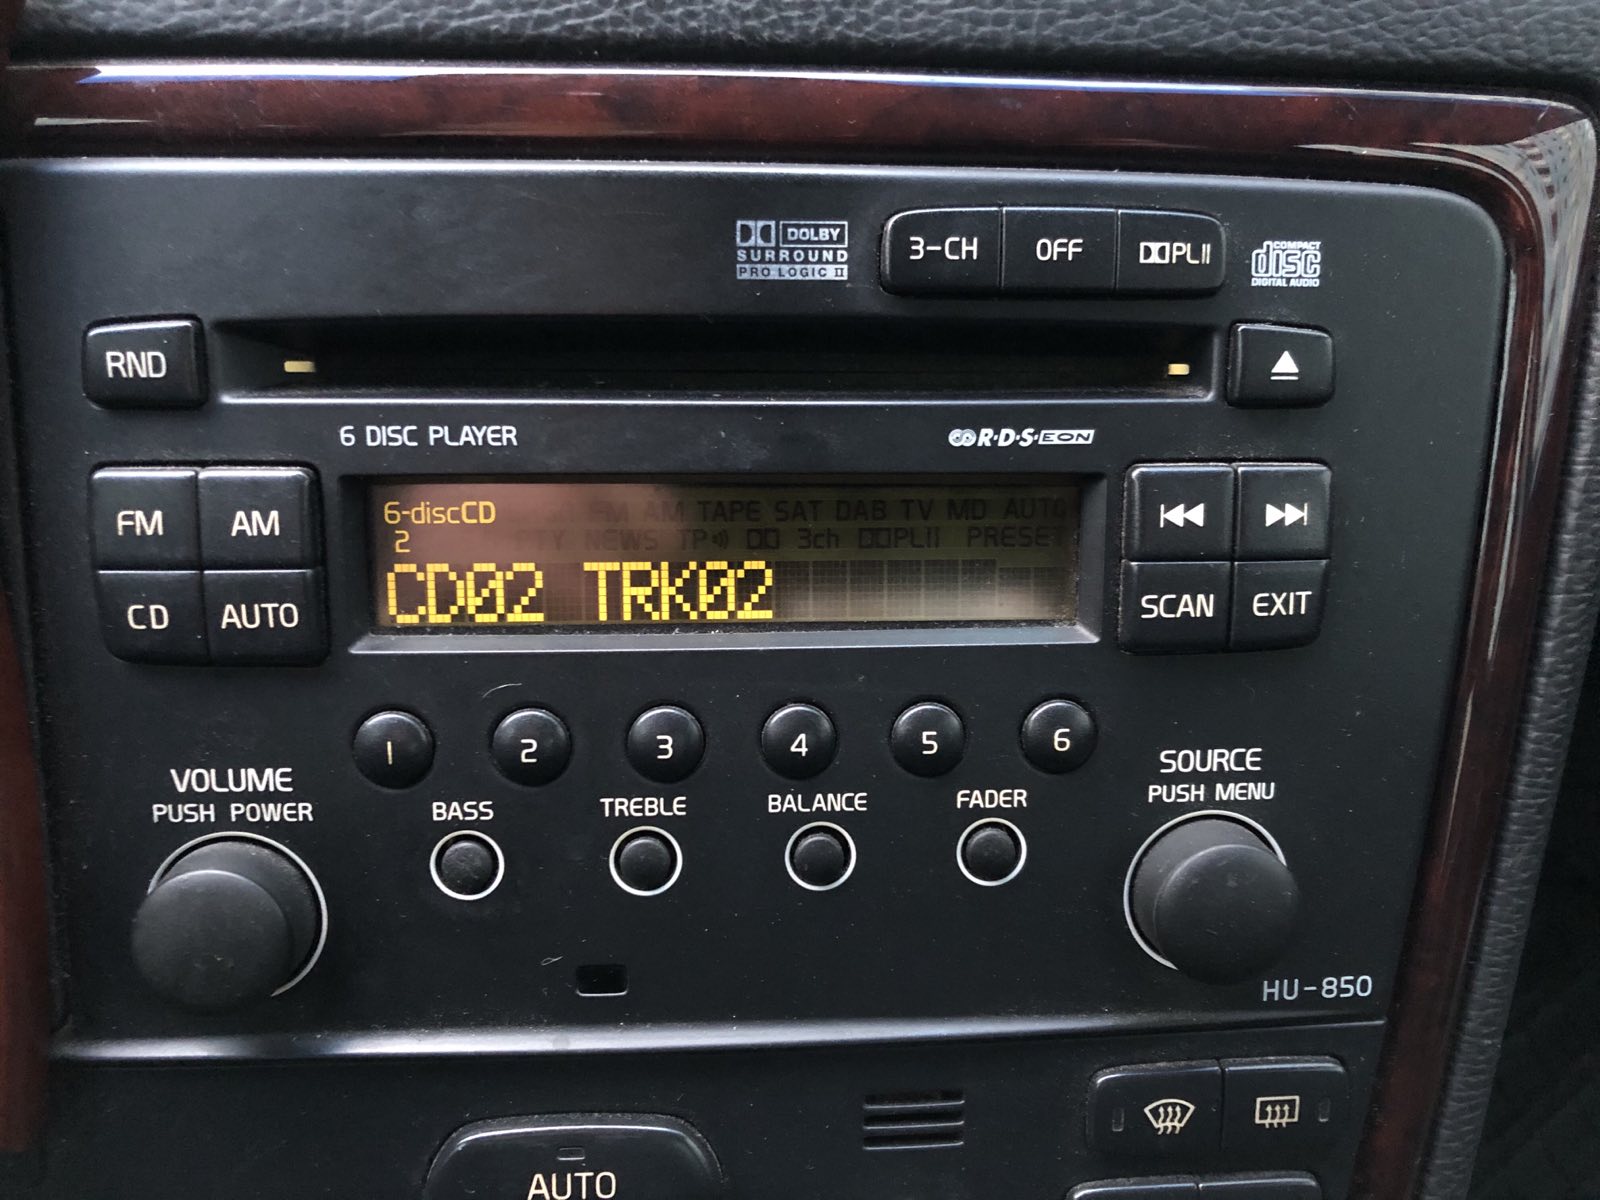 DOLBY
SURROUND
PRO LOGIC II
3-CH OFF PLII
COMPACT
disc
DIGITAL AUDIO
RND
6 DISC PLAYER
R·D·S·EON
FM AM
CD AUTO
6-discCD FM AM TAPE SAT DAB TV MD AUTO
2 PTY NEWS TP 3ch PLII PRESET
CD02 TRK02
SCAN EXIT
1 2 3 4 5 6
VOLUME
PUSH POWER
BASS TREBLE BALANCE FADER
SOURCE
PUSH MENU
HU-850
AUTO